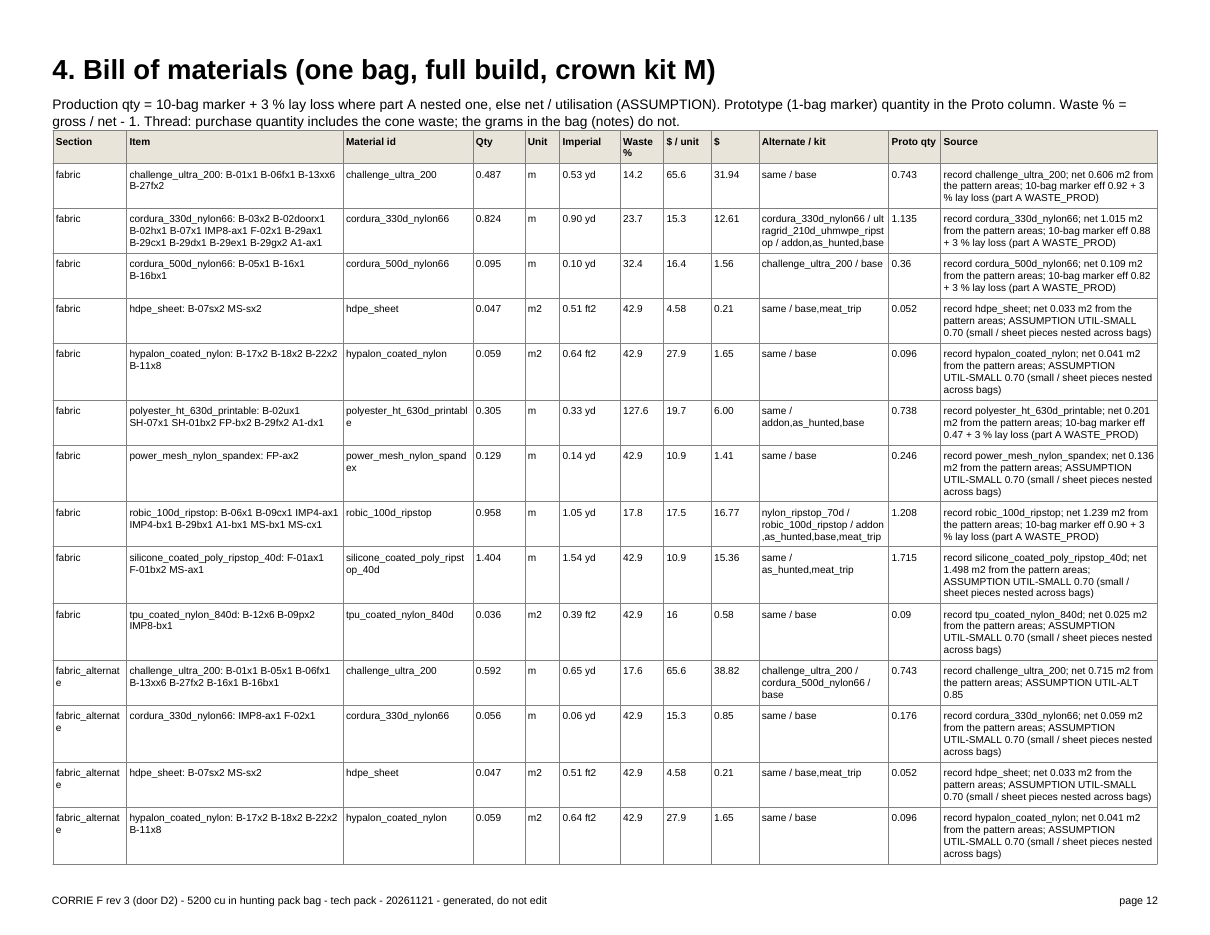 4. Bill of materials (one bag, full build, crown kit M)
Production qty = 10-bag marker + 3 % lay loss where part A nested one, else net / utilisation (ASSUMPTION). Prototype (1-bag marker) quantity in the Proto column. Waste % =
gross / net - 1. Thread: purchase quantity includes the cone waste; the grams in the bag (notes) do not.
Section Item Material id Qty Unit Imperial Waste $ / unit $ Alternate / kit Proto qty Source
%
fabric challenge_ultra_200: B-01x1 B-06fx1 B-13xx6 challenge_ultra_200 0.487 m 0.53 yd 14.2 65.6 31.94 same / base 0.743 record challenge_ultra_200; net 0.606 m2 from
B-27fx2 the pattern areas; 10-bag marker eff 0.92 + 3
% lay loss (part A WASTE_PROD)
fabric cordura_330d_nylon66: B-03x2 B-02doorx1 cordura_330d_nylon66 0.824 m 0.90 yd 23.7 15.3 12.61 cordura_330d_nylon66 / ult 1.135 record cordura_330d_nylon66; net 1.015 m2
B-02hx1 B-07x1 IMP8-ax1 F-02x1 B-29ax1 ragrid_210d_uhmwpe_ripst from the pattern areas; 10-bag marker eff 0.88
B-29cx1 B-29dx1 B-29ex1 B-29gx2 A1-ax1 op / addon,as_hunted,base + 3 % lay loss (part A WASTE_PROD)
fabric cordura_500d_nylon66: B-05x1 B-16x1 cordura_500d_nylon66 0.095 m 0.10 yd 32.4 16.4 1.56 challenge_ultra_200 / base 0.36 record cordura_500d_nylon66; net 0.109 m2
B-16bx1 from the pattern areas; 10-bag marker eff 0.82
+ 3 % lay loss (part A WASTE_PROD)
fabric hdpe_sheet: B-07sx2 MS-sx2 hdpe_sheet 0.047 m2 0.51 ft2 42.9 4.58 0.21 same / base,meat_trip 0.052 record hdpe_sheet; net 0.033 m2 from the
pattern areas; ASSUMPTION UTIL-SMALL
0.70 (small / sheet pieces nested across bags)
fabric hypalon_coated_nylon: B-17x2 B-18x2 B-22x2 hypalon_coated_nylon 0.059 m2 0.64 ft2 42.9 27.9 1.65 same / base 0.096 record hypalon_coated_nylon; net 0.041 m2
B-11x8 from the pattern areas; ASSUMPTION
UTIL-SMALL 0.70 (small / sheet pieces nested
across bags)
fabric polyester_ht_630d_printable: B-02ux1 polyester_ht_630d_printabl 0.305 m 0.33 yd 127.6 19.7 6.00 same / 0.738 record polyester_ht_630d_printable; net 0.201
SH-07x1 SH-01bx2 FP-bx2 B-29fx2 A1-dx1 e addon,as_hunted,base m2 from the pattern areas; 10-bag marker eff
0.47 + 3 % lay loss (part A WASTE_PROD)
fabric power_mesh_nylon_spandex: FP-ax2 power_mesh_nylon_spand 0.129 m 0.14 yd 42.9 10.9 1.41 same / base 0.246 record power_mesh_nylon_spandex; net 0.136
ex m2 from the pattern areas; ASSUMPTION
UTIL-SMALL 0.70 (small / sheet pieces nested
across bags)
fabric robic_100d_ripstop: B-06x1 B-09cx1 IMP4-ax1 robic_100d_ripstop 0.958 m 1.05 yd 17.8 17.5 16.77 nylon_ripstop_70d / 1.208 record robic_100d_ripstop; net 1.239 m2 from
IMP4-bx1 B-29bx1 A1-bx1 MS-bx1 MS-cx1 robic_100d_ripstop / addon the pattern areas; 10-bag marker eff 0.90 + 3
,as_hunted,base,meat_trip % lay loss (part A WASTE_PROD)
fabric silicone_coated_poly_ripstop_40d: F-01ax1 silicone_coated_poly_ripst 1.404 m 1.54 yd 42.9 10.9 15.36 same / 1.715 record silicone_coated_poly_ripstop_40d; net
F-01bx2 MS-ax1 op_40d as_hunted,meat_trip 1.498 m2 from the pattern areas;
ASSUMPTION UTIL-SMALL 0.70 (small /
sheet pieces nested across bags)
fabric tpu_coated_nylon_840d: B-12x6 B-09px2 tpu_coated_nylon_840d 0.036 m2 0.39 ft2 42.9 16 0.58 same / base 0.09 record tpu_coated_nylon_840d; net 0.025 m2
IMP8-bx1 from the pattern areas; ASSUMPTION
UTIL-SMALL 0.70 (small / sheet pieces nested
across bags)
fabric_alternat challenge_ultra_200: B-01x1 B-05x1 B-06fx1 challenge_ultra_200 0.592 m 0.65 yd 17.6 65.6 38.82 challenge_ultra_200 / 0.743 record challenge_ultra_200; net 0.715 m2 from
e B-13xx6 B-27fx2 B-16x1 B-16bx1 cordura_500d_nylon66 / the pattern areas; ASSUMPTION UTIL-ALT
base 0.85
fabric_alternat cordura_330d_nylon66: IMP8-ax1 F-02x1 cordura_330d_nylon66 0.056 m 0.06 yd 42.9 15.3 0.85 same / base 0.176 record cordura_330d_nylon66; net 0.059 m2
e from the pattern areas; ASSUMPTION
UTIL-SMALL 0.70 (small / sheet pieces nested
across bags)
fabric_alternat hdpe_sheet: B-07sx2 MS-sx2 hdpe_sheet 0.047 m2 0.51 ft2 42.9 4.58 0.21 same / base,meat_trip 0.052 record hdpe_sheet; net 0.033 m2 from the
e pattern areas; ASSUMPTION UTIL-SMALL
0.70 (small / sheet pieces nested across bags)
fabric_alternat hypalon_coated_nylon: B-17x2 B-18x2 B-22x2 hypalon_coated_nylon 0.059 m2 0.64 ft2 42.9 27.9 1.65 same / base 0.096 record hypalon_coated_nylon; net 0.041 m2
e B-11x8 from the pattern areas; ASSUMPTION
UTIL-SMALL 0.70 (small / sheet pieces nested
across bags)
CORRIE F rev 3 (door D2) - 5200 cu in hunting pack bag - tech pack - 20261121 - generated, do not edit page 12